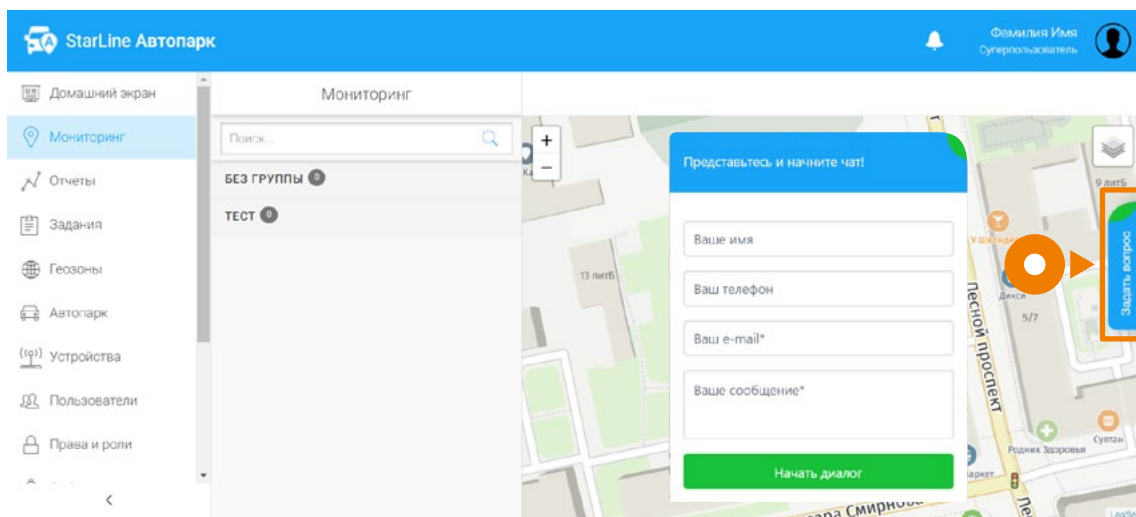 StarLine Автопарк
Фамилия Имя
Суперпользователь
Домашний экран
Мониторинг
Отчеты
Задания
Геозоны
Автопарк
Устройства
Пользователи
Права и роли
<
Мониторинг
Поиск...
БЕЗ ГРУППЫ 0
ТЕСТ 0
+
−
13 литБ
Представьтесь и начните чат!
Ваше имя
Ваш телефон
Ваш e-mail*
Ваше сообщение*
Начать диалог
9 литБ
Задать вопрос
Дикси
5/7
Лесной проспект
Родник Здоровья
Султан